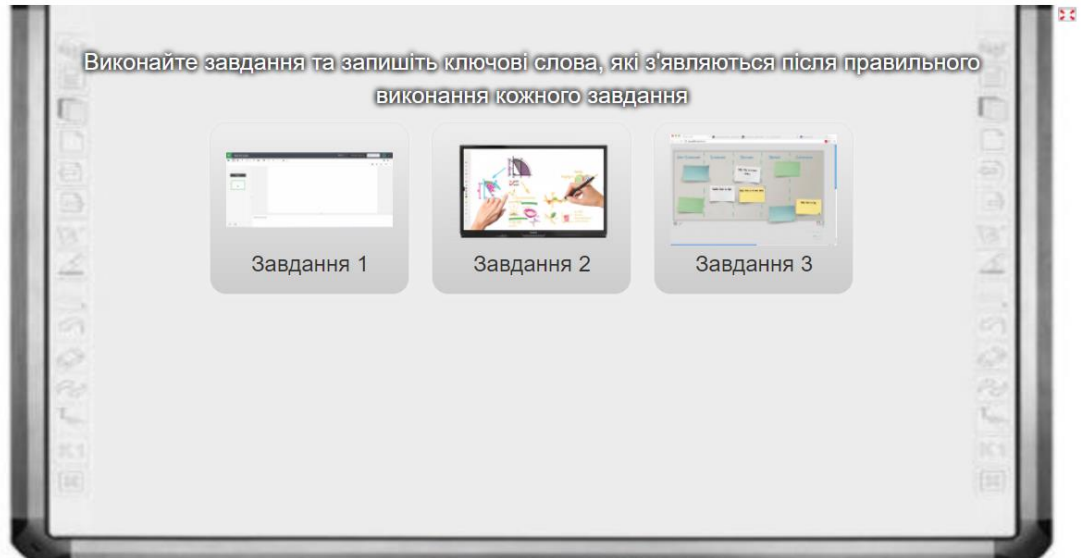 Виконайте завдання та запишіть ключові слова, які з'являються після правильного
виконання кожного завдання
Завдання 1
Завдання 2
Завдання 3